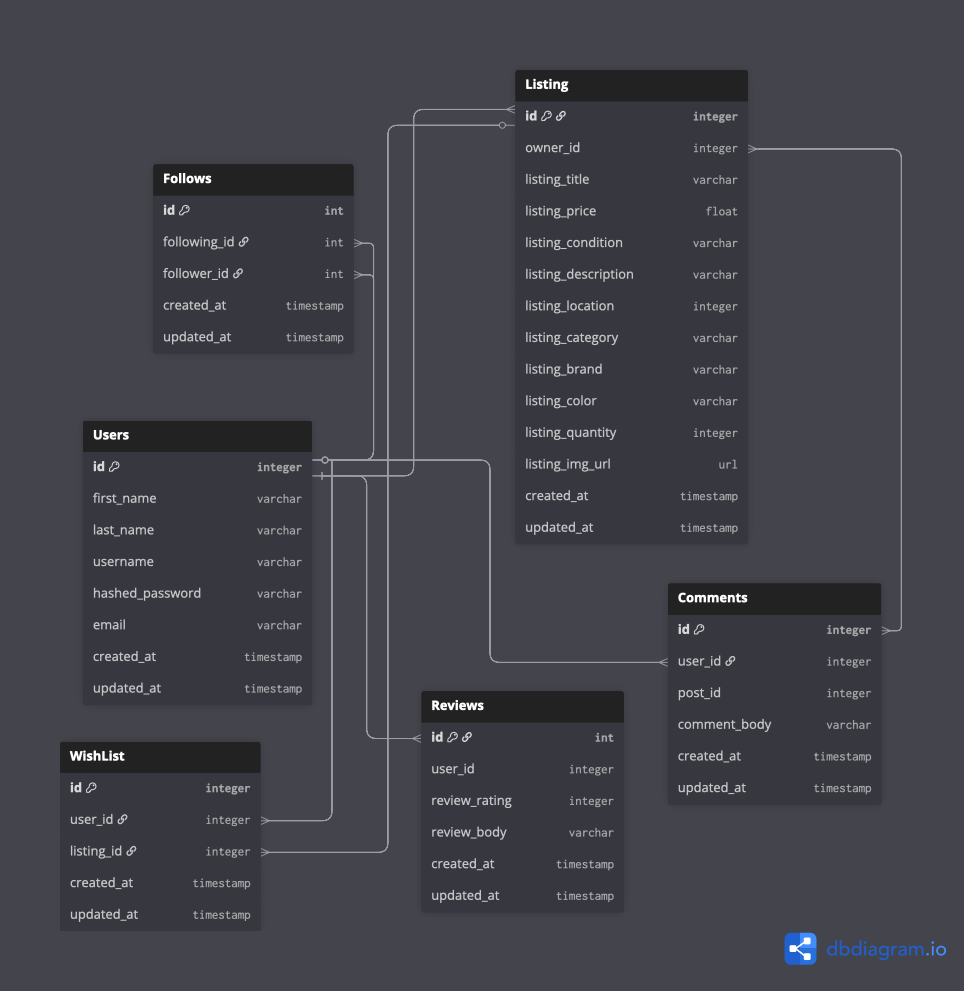 Listing
id integer
owner_id integer
listing_title varchar
listing_price float
listing_condition varchar
listing_description varchar
listing_location integer
listing_category varchar
listing_brand varchar
listing_color varchar
listing_quantity integer
listing_img_url url
created_at timestamp
updated_at timestamp
Follows
id int
following_id int
follower_id int
created_at timestamp
updated_at timestamp
Users
id integer
first_name varchar
last_name varchar
username varchar
hashed_password varchar
email varchar
created_at timestamp
updated_at timestamp
Comments
id integer
user_id integer
post_id integer
comment_body varchar
created_at timestamp
updated_at timestamp
Reviews
id int
user_id integer
review_rating integer
review_body varchar
created_at timestamp
updated_at timestamp
WishList
id integer
user_id integer
listing_id integer
created_at timestamp
updated_at timestamp
dbdiagram.io